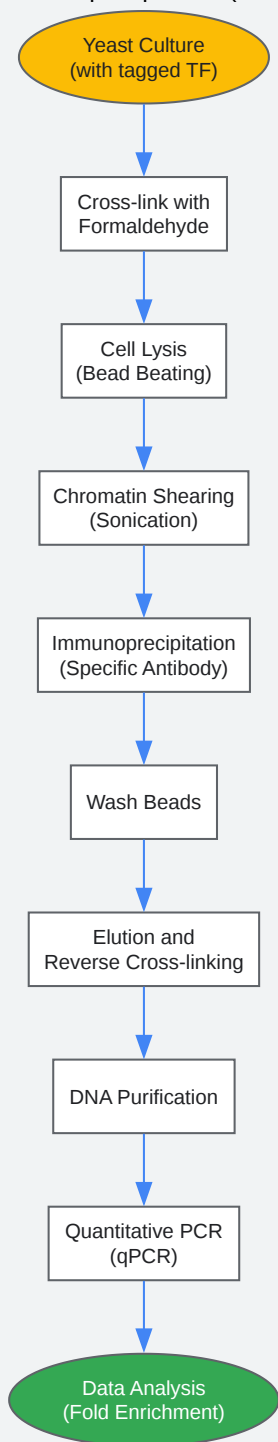 Yeast Culture
(with tagged TF)
Cross-link with
Formaldehyde
Cell Lysis
(Bead Beating)
Chromatin Shearing
(Sonication)
Immunoprecipitation
(Specific Antibody)
Wash Beads
Elution and
Reverse Cross-linking
DNA Purification
Quantitative PCR
(qPCR)
Data Analysis
(Fold Enrichment)